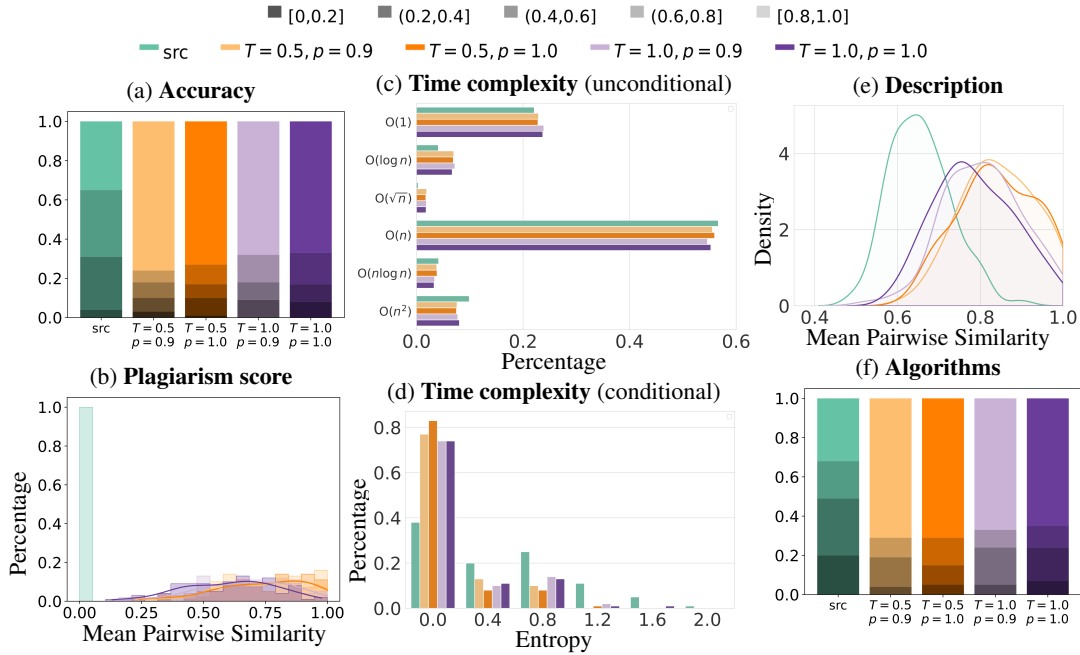 [0,0.2] (0.2,0.4] (0.4,0.6] (0.6,0.8] [0.8,1.0]
src T = 0.5, p = 0.9 T = 0.5, p = 1.0 T = 1.0, p = 0.9 T = 1.0, p = 1.0
(a) Accuracy
1.0
0.8
0.6
0.4
0.2
0.0
src T = 0.5 T = 0.5 T = 1.0 T = 1.0
p = 0.9 p = 1.0 p = 0.9 p = 1.0
(b) Plagiarism score
Percentage
1.0
0.8
0.6
0.4
0.2
0.0
0.00 0.25 0.50 0.75 1.00
Mean Pairwise Similarity
(c) Time complexity (unconditional)
O(1)
O(log n)
O(√n)
O(n)
O(n log n)
O(n²)
0.0 0.2 0.4 0.6
Percentage
(d) Time complexity (conditional)
Percentage
0.8
0.6
0.4
0.2
0.0
0.0 0.4 0.8 1.2 1.6 2.0
Entropy
(e) Description
Density
4
2
0
0.4 0.6 0.8 1.0
Mean Pairwise Similarity
(f) Algorithms
1.0
0.8
0.6
0.4
0.2
0.0
src T = 0.5 T = 0.5 T = 1.0 T = 1.0
p = 0.9 p = 1.0 p = 0.9 p = 1.0